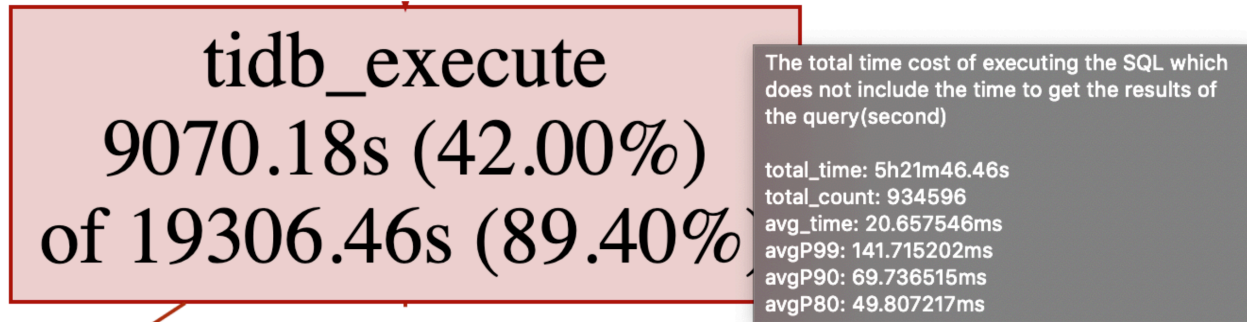 tidb_execute
9070.18s (42.00%)
of 19306.46s (89.40%)
The total time cost of executing the SQL which
does not include the time to get the results of
the query(second)
total_time: 5h21m46.46s
total_count: 934596
avg_time: 20.657546ms
avgP99: 141.715202ms
avgP90: 69.736515ms
avgP80: 49.807217ms